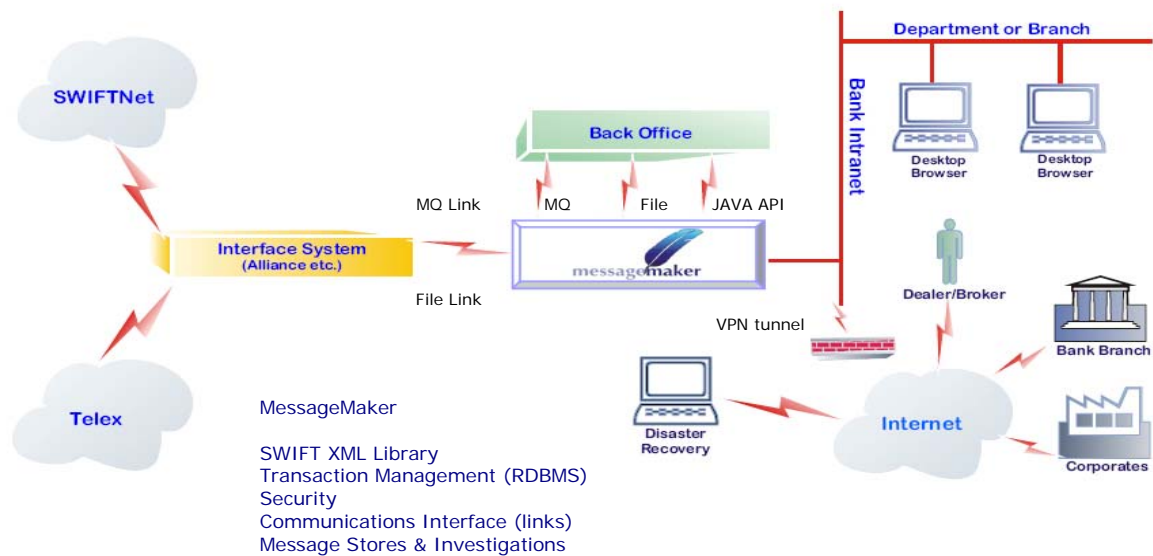 Department or Branch
SWIFTNet
Bank Intranet
Back Office
Desktop
Browser
Desktop
Browser
MQ Link
MQ
File
JAVA API
Interface System
(Alliance etc.)
messagemaker
File Link
Dealer/Broker
VPN tunnel
Bank Branch
Telex
MessageMaker
Disaster
Recovery
Internet
Corporates
SWIFT XML Library
Transaction Management (RDBMS)
Security
Communications Interface (links)
Message Stores & Investigations